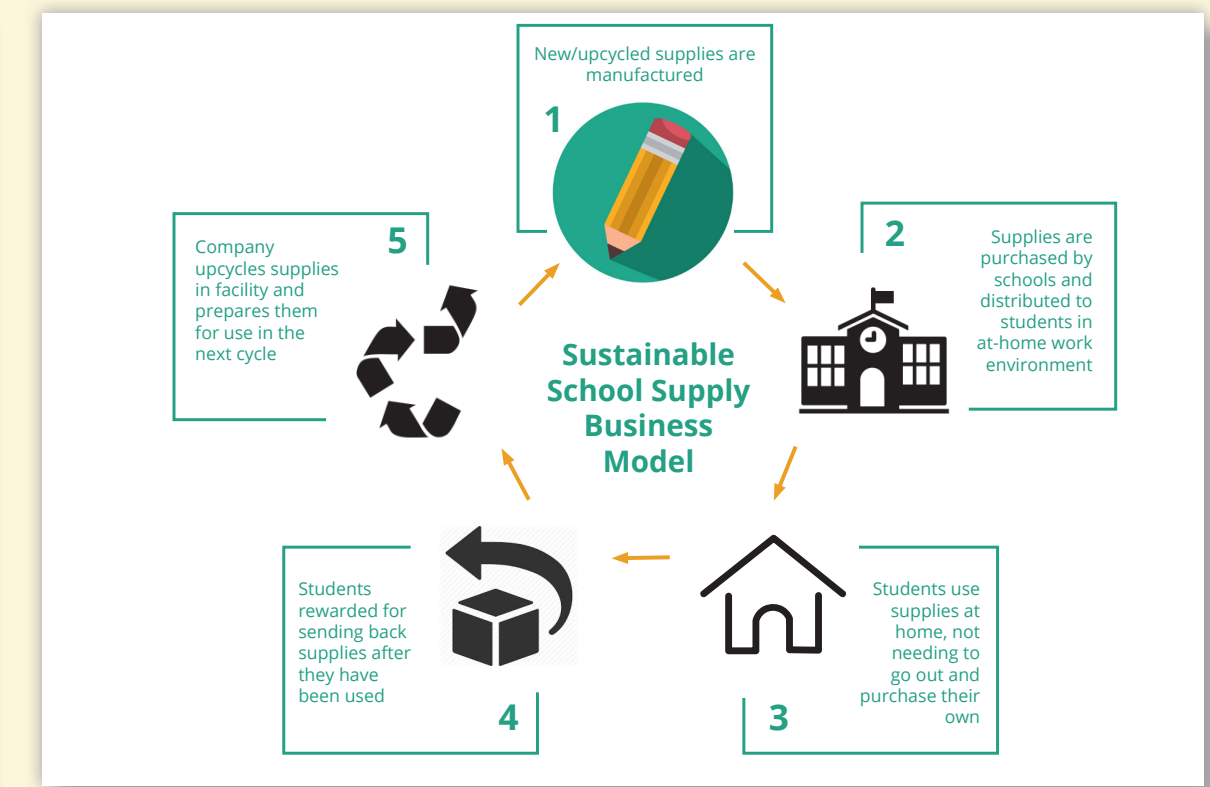 New/upcycled supplies are
manufactured
1
2
Supplies are
purchased by
schools and
distributed to
students in
at-home work
environment
5
Company
upcycles supplies
in facility and
prepares them
for use in the
next cycle
Sustainable
School Supply
Business
Model
Students use
supplies at
home, not
needing to
go out and
purchase their
own
3
Students
rewarded for
sending back
supplies after
they have
been used
4